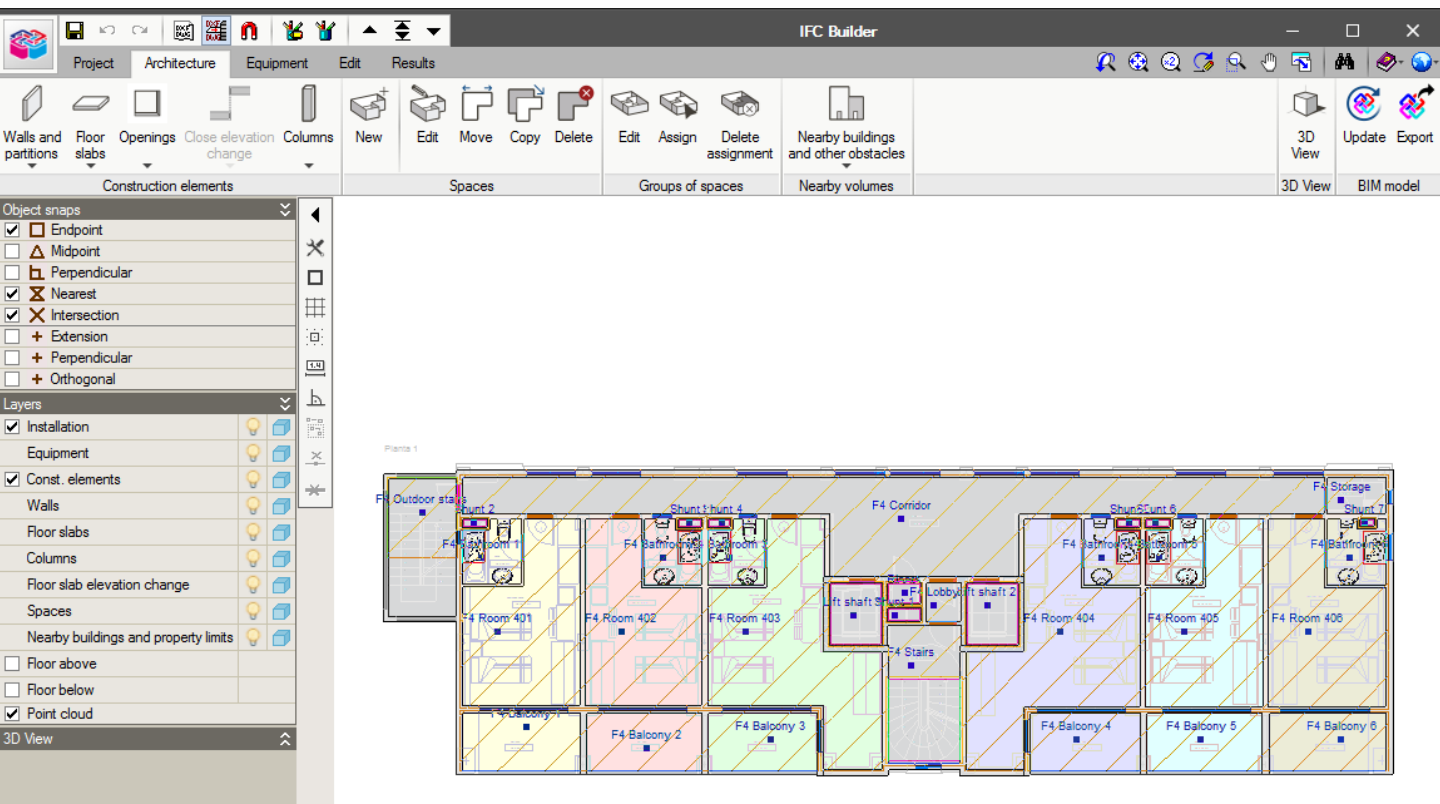 IFC Builder
Project Architecture Equipment Edit Results
Walls and partitions
Floor slabs
Openings
Close elevation change
Columns
New
Edit
Move
Copy
Delete
Edit
Assign
Delete assignment
Nearby buildings and other obstacles
3D View
Update
Export
Construction elements
Spaces
Groups of spaces
Nearby volumes
3D View
BIM model
Object snaps
Endpoint
Midpoint
Perpendicular
Nearest
Intersection
Extension
Perpendicular
Orthogonal
Layers
Installation
Equipment
Const. elements
Walls
Floor slabs
Columns
Floor slab elevation change
Spaces
Nearby buildings and property limits
Floor above
Floor below
Point cloud
3D View
Planta 1
F4 Storage
F4 Outdoor stairs
F4 Corridor
Shunt 7
F4 Room 401
F4 Room 402
F4 Room 403
F4 Room 404
F4 Room 405
F4 Room 406
F4 Stairs
F4 Balcony 1
F4 Balcony 2
F4 Balcony 3
F4 Balcony 4
F4 Balcony 5
F4 Balcony 6